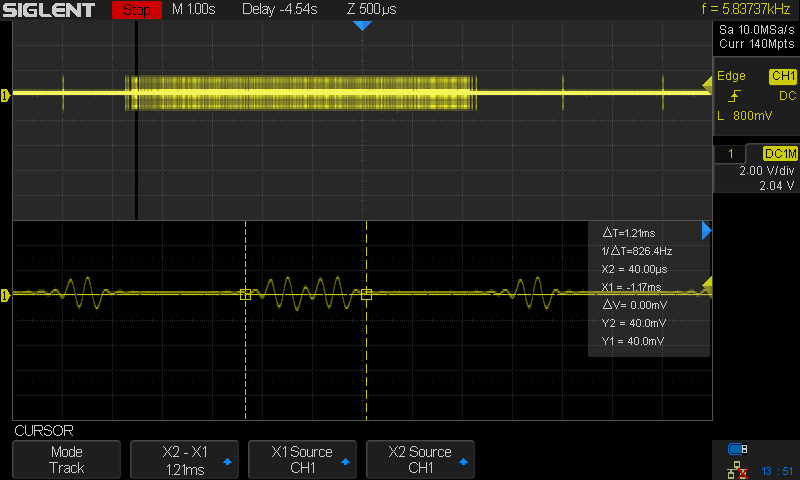 SIGLENT Stop M 1.00s Delay -4.54s Z 500µs f = 5.83737kHz
Sa 10.0MSa/s
Curr 140Mpts
Edge CH1
DC
L 800mV
1 DC1M
2.00 V/div
2.04 V
1
1
△T=1.21ms
1/△T=826.4Hz
X2 = 40.00µs
X1 = -1.17ms
△V= 0.00mV
Y2 = 40.0mV
Y1 = 40.0mV
CURSOR
Mode
Track
X2 - X1
1.21ms
X1 Source
CH1
X2 Source
CH1
13 : 51